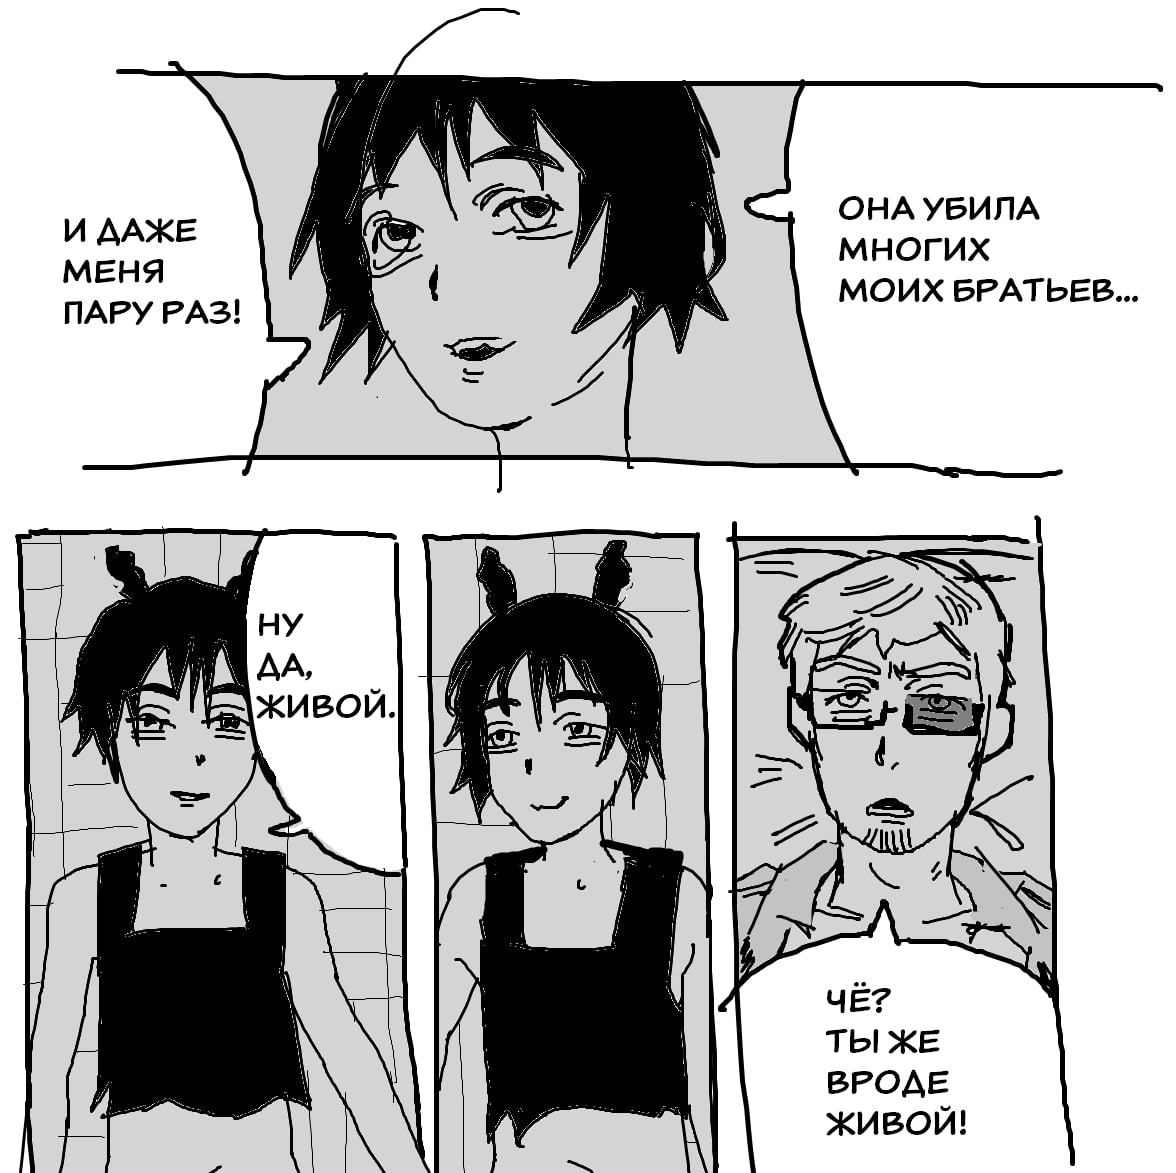 ОНА УБИЛА
МНОГИХ
МОИХ БРАТЬЕВ...
И ДАЖЕ
МЕНЯ
ПАРУ РАЗ!
ЧЁ?
ТЫ ЖЕ
ВРОДЕ
ЖИВОЙ!
НУ
ДА,
ЖИВОЙ.